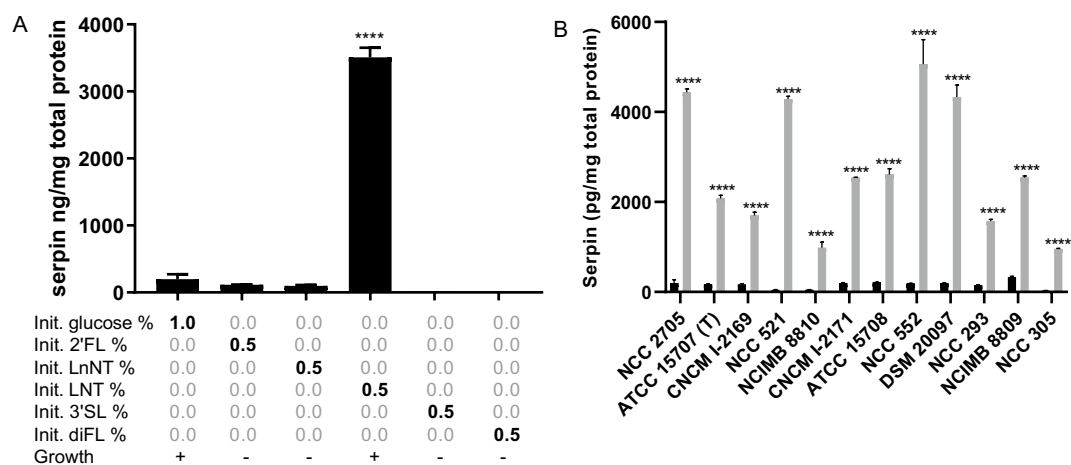 A
serpin ng/mg total protein
4000
3000
2000
1000
0
****
Init. glucose % 1.0 0.0 0.0 0.0 0.0 0.0
Init. 2'FL % 0.0 0.5 0.0 0.0 0.0 0.0
Init. LnNT % 0.0 0.0 0.5 0.0 0.0 0.0
Init. LNT % 0.0 0.0 0.0 0.5 0.0 0.0
Init. 3'SL % 0.0 0.0 0.0 0.0 0.5 0.0
Init. diFL % 0.0 0.0 0.0 0.0 0.0 0.5
Growth + - - + - -
B
Serpin (pg/mg total protein)
6000
4000
2000
0
**** **** **** **** **** **** **** **** **** **** **** ****
NCC 2705
ATCC 15707 (T)
CNCM I-2169
NCC 521
NCIMB 8810
CNCM I-2171
ATCC 15708
NCC 552
DSM 20097
NCC 293
NCIMB 8809
NCC 305